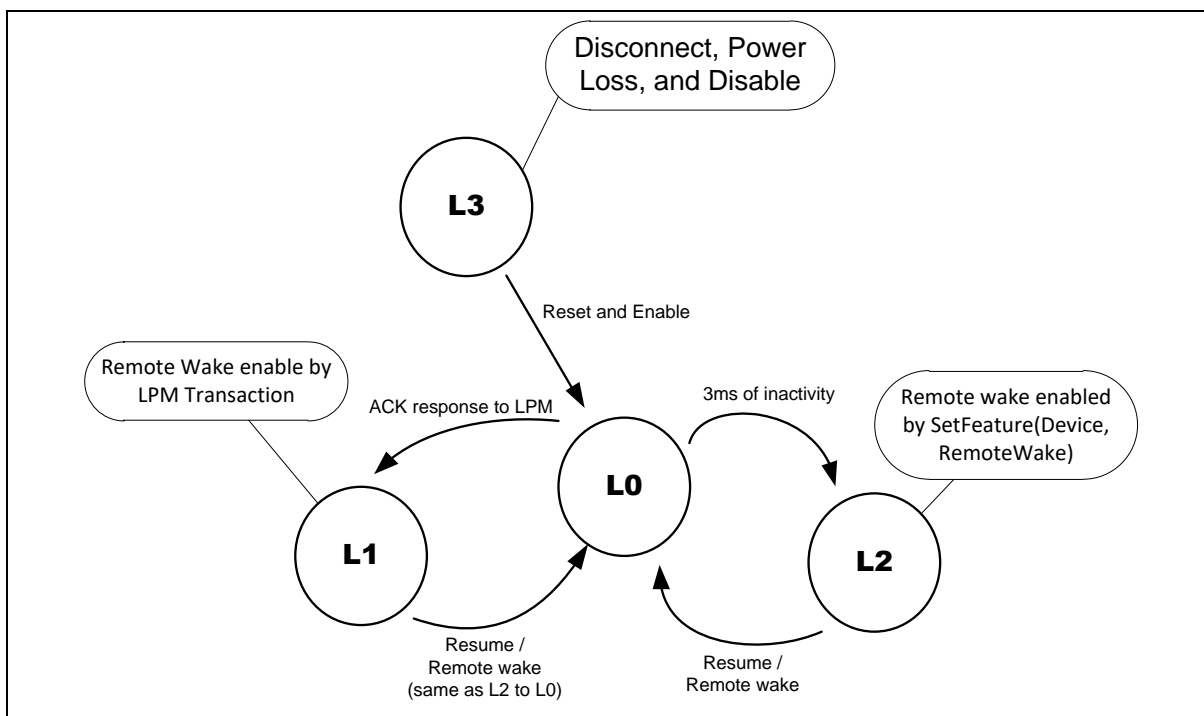 Disconnect, Power
Loss, and Disable
L3
Reset and Enable
Remote Wake enable by
LPM Transaction
ACK response to LPM
3ms of inactivity
Remote wake enabled
by SetFeature(Device,
RemoteWake)
L0
L1
L2
Resume /
Remote wake
(same as L2 to L0)
Resume /
Remote wake